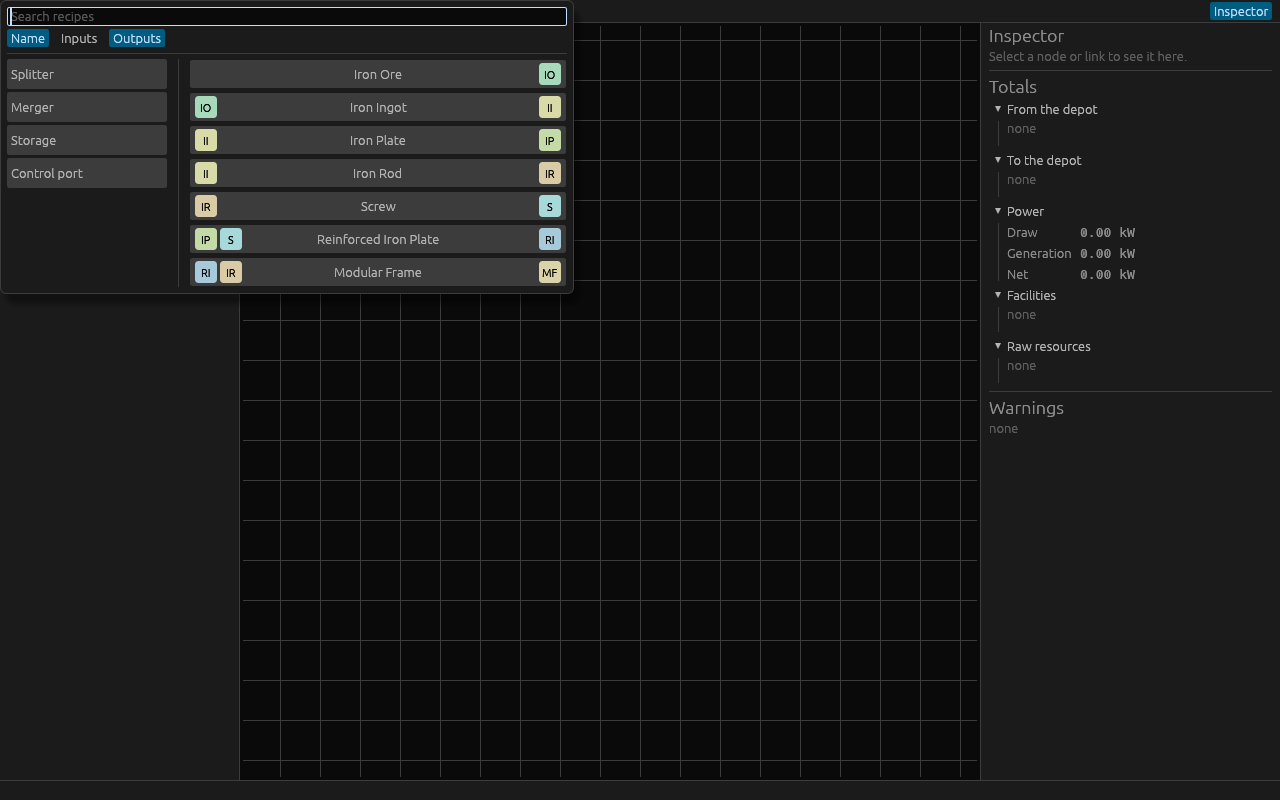 Search recipes
Inspector
Name Inputs Outputs
Splitter
Merger
Storage
Control port
Iron Ore IO
IO Iron Ingot II
II Iron Plate IP
II Iron Rod IR
IR Screw S
IP S Reinforced Iron Plate RI
RI IR Modular Frame MF
Inspector
Select a node or link to see it here.
Totals
From the depot
none
To the depot
none
Power
Draw 0.00 kW
Generation 0.00 kW
Net 0.00 kW
Facilities
none
Raw resources
none
Warnings
none